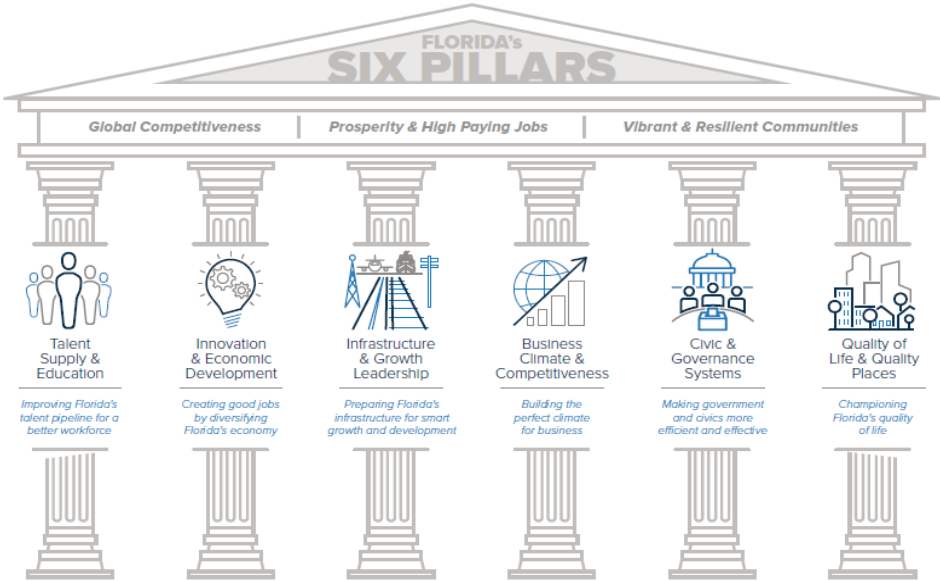 FLORIDA's
SIX PILLARS
Global Competitiveness | Prosperity & High Paying Jobs | Vibrant & Resilient Communities
Talent
Supply &
Education
Improving Florida's
talent pipeline for a
better workforce
Innovation
& Economic
Development
Creating good jobs
by diversifying
Florida's economy
Infrastructure
& Growth
Leadership
Preparing Florida's
infrastructure for smart
growth and development
Business
Climate &
Competitiveness
Building the
perfect climate
for business
Civic &
Governance
Systems
Making government
and civics more
efficient and effective
Quality of
Life & Quality
Places
Championing
Florida's quality
of life